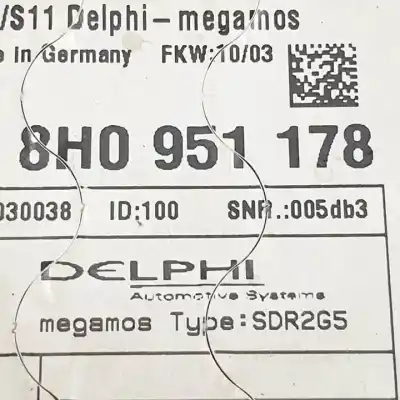 /S11 Delphi-megamos
e in Germany FKW:10/03
8H0 951 178
030038 ID:100 SNR.:005db3
DELPHI
Automotive Systems
megamos Type:SDR2G5